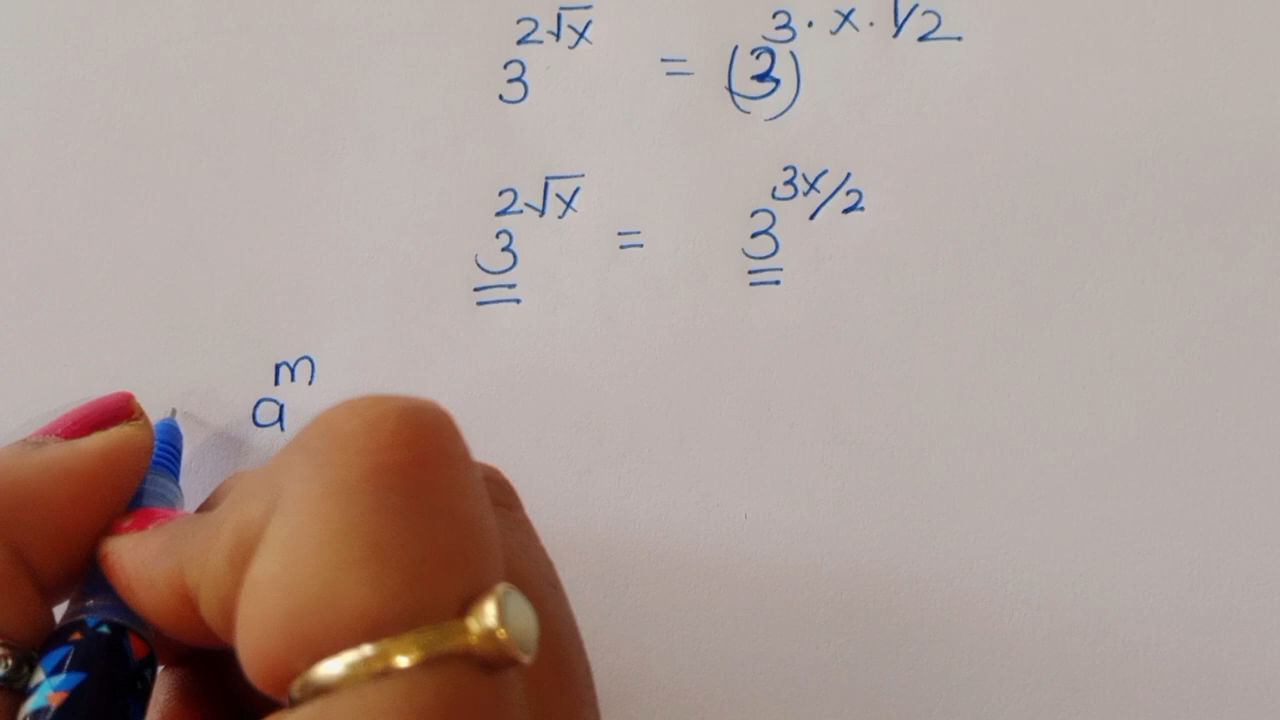 3^{2√x} = (3)^{3·x·1/2}
3^{2√x} = 3^{3x/2}
a^m